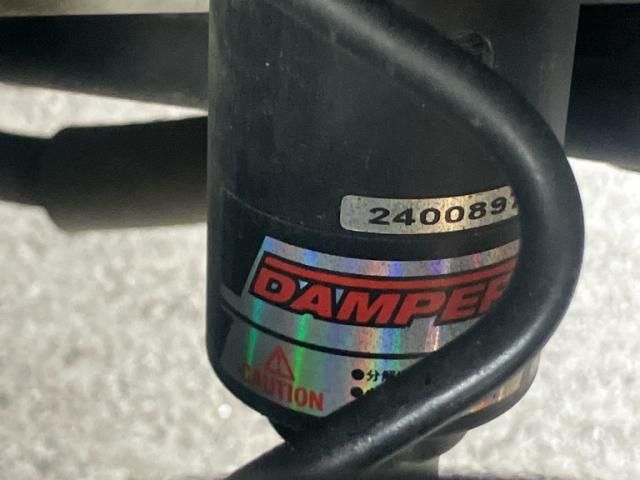 2400897
DAMPER
CAUTION
●分解